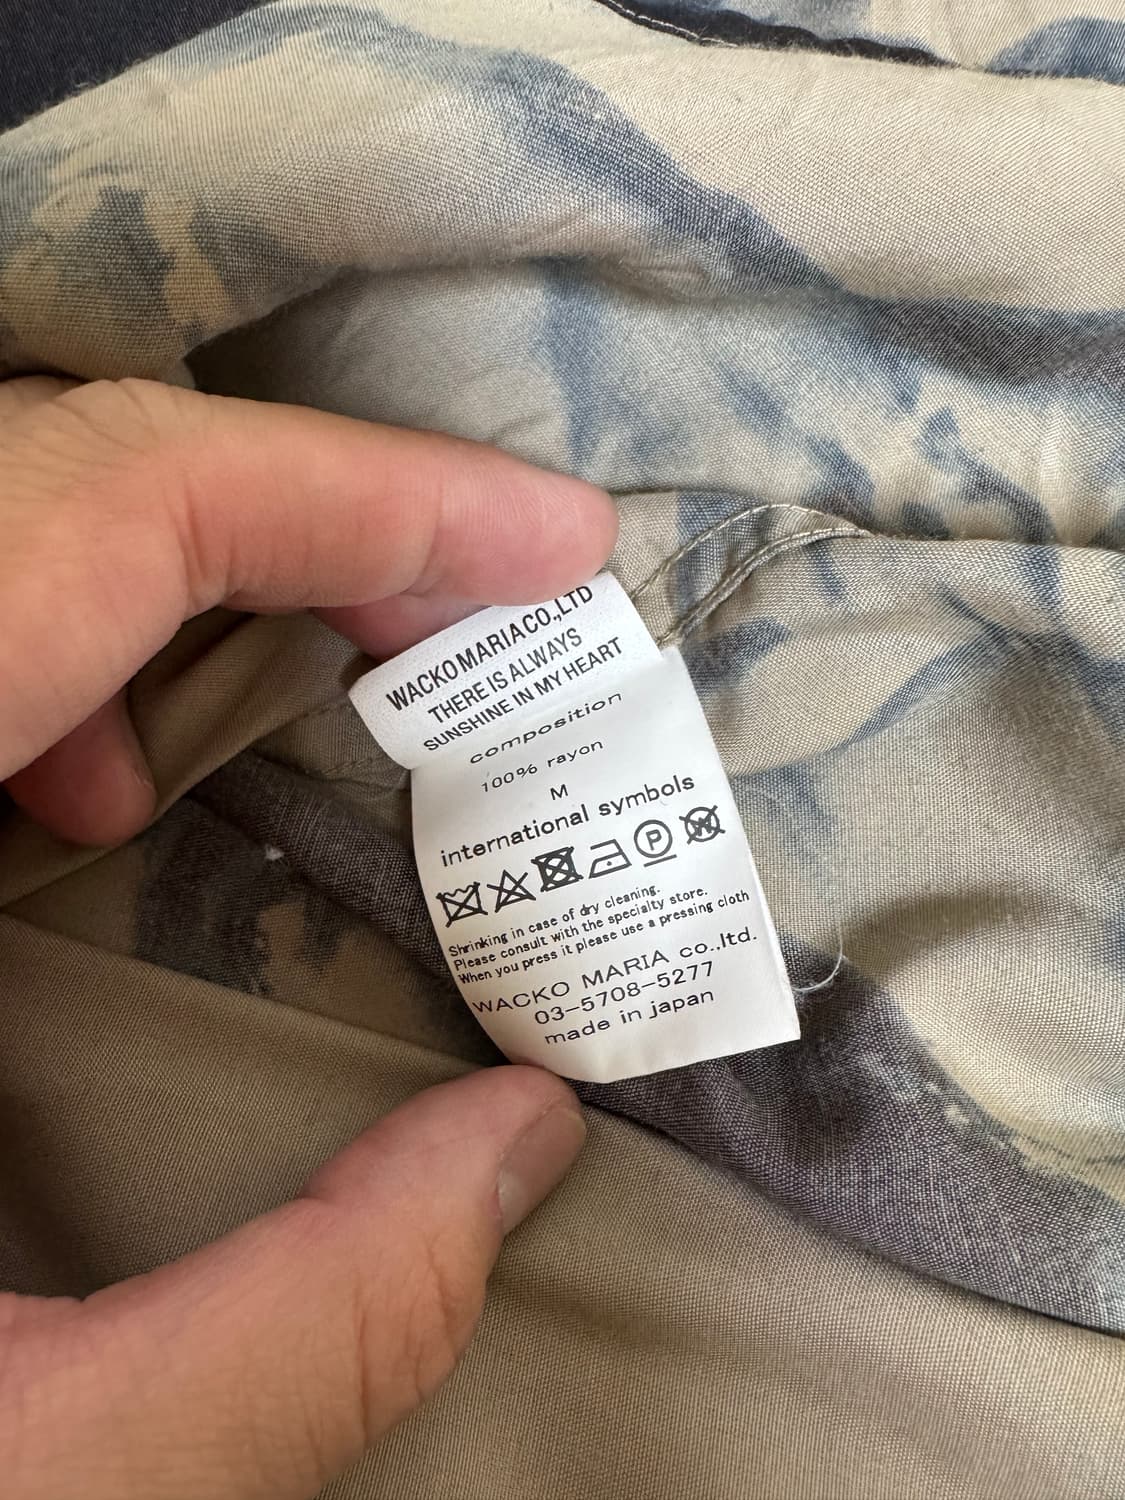 WACKO MARIA CO.,LTD
THERE IS ALWAYS
SUNSHINE IN MY HEART
composition
100% rayon
M
international symbols
P W
Shrinking in case of dry cleaning.
Please consult with the specialty store.
When you press it please use a pressing cloth
WACKO MARIA co.,ltd.
03-5708-5277
made in japan